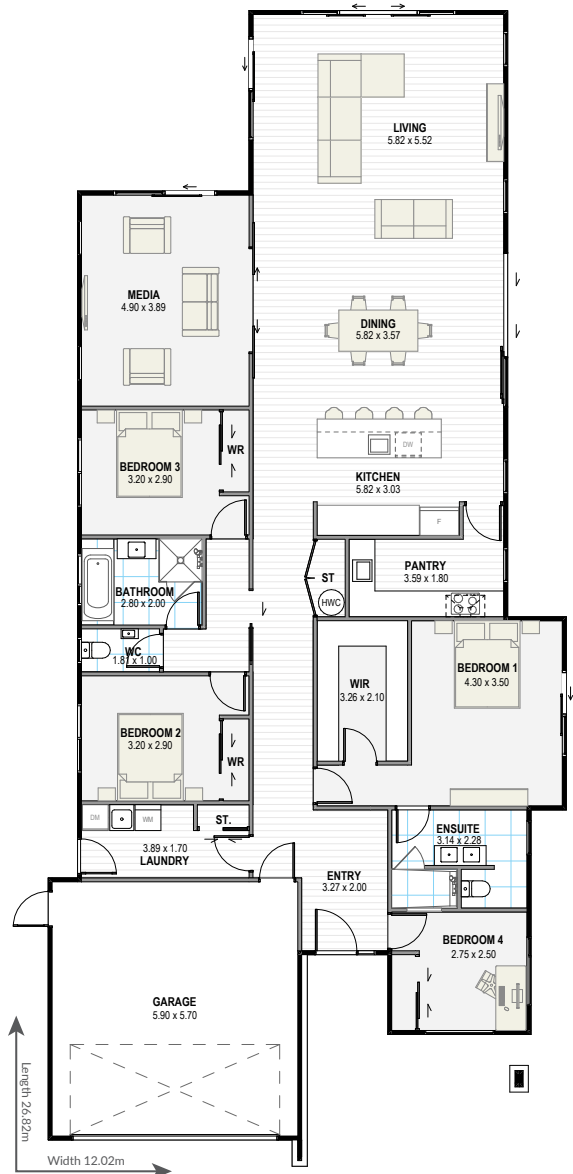 LIVING
5.82 x 5.52
MEDIA
4.90 x 3.89
DINING
5.82 x 3.57
DW
BEDROOM 3
3.20 x 2.90
WR
KITCHEN
5.82 x 3.03
F
BATHROOM
2.80 x 2.00
ST
HWC
PANTRY
3.59 x 1.80
WC
1.81 x 1.00
WIR
3.26 x 2.10
BEDROOM 1
4.30 x 3.50
BEDROOM 2
3.20 x 2.90
WR
DM
WM
ST.
3.89 x 1.70
LAUNDRY
ENSUITE
3.14 x 2.28
ENTRY
3.27 x 2.00
BEDROOM 4
2.75 x 2.50
GARAGE
5.90 x 5.70
Length 26.82m
Width 12.02m